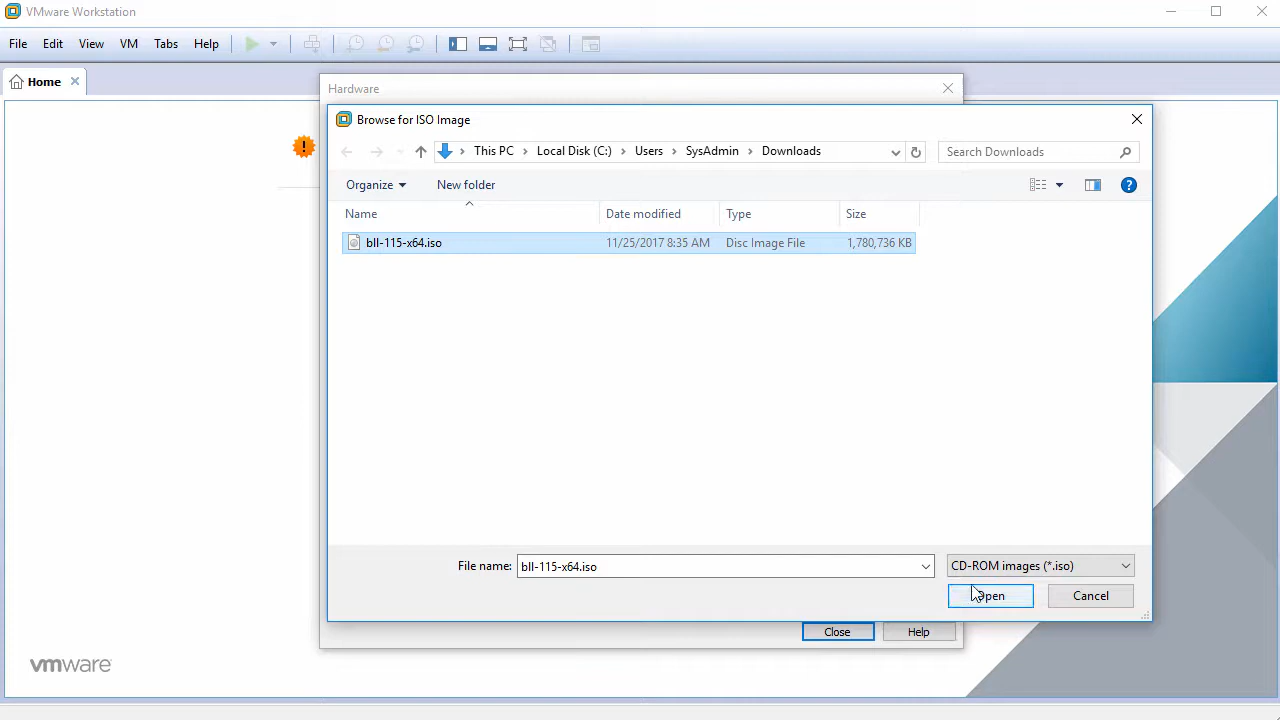 VMware Workstation
File Edit View VM Tabs Help
Home
Hardware
Browse for ISO Image
This PC Local Disk (C:) Users SysAdmin Downloads Search Downloads
Organize New folder
Name Date modified Type Size
bll-115-x64.iso 11/25/2017 8:35 AM Disc Image File 1,780,736 KB
File name: bll-115-x64.iso CD-ROM images (*.iso)
Open Cancel
Close Help
vmware